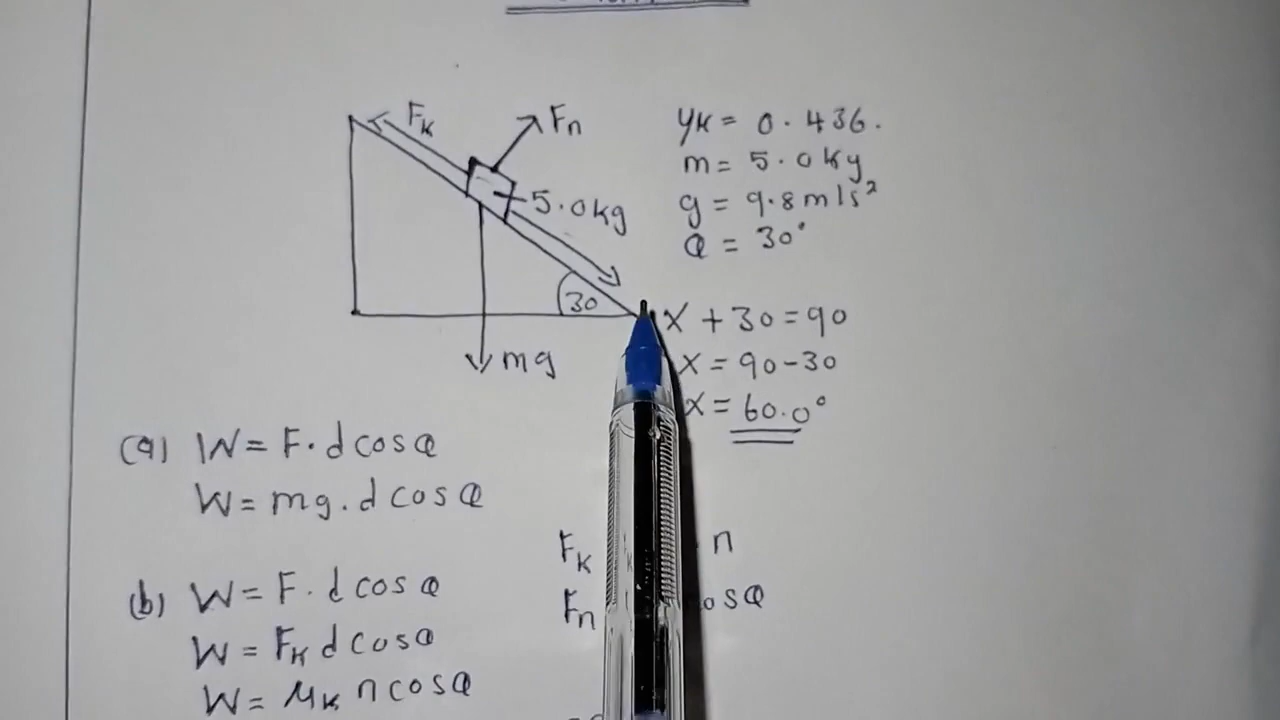 Fk
Fn
5.0kg
30
mg
μk = 0.436.
m = 5.0kg
g = 9.8m/s²
θ = 30°
x + 30 = 90
x = 90-30
x = 60.0°
(a) W = F.d cosθ
W = mg.d cosθ
(b) W = F.d cosθ
W = Fk d cosθ
W = μk n cosθ
Fk n
Fn osθ